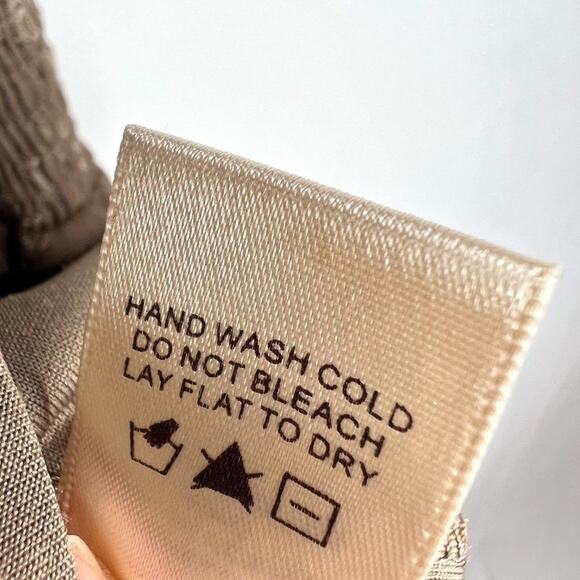 HAND WASH COLD
DO NOT BLEACH
LAY FLAT TO DRY